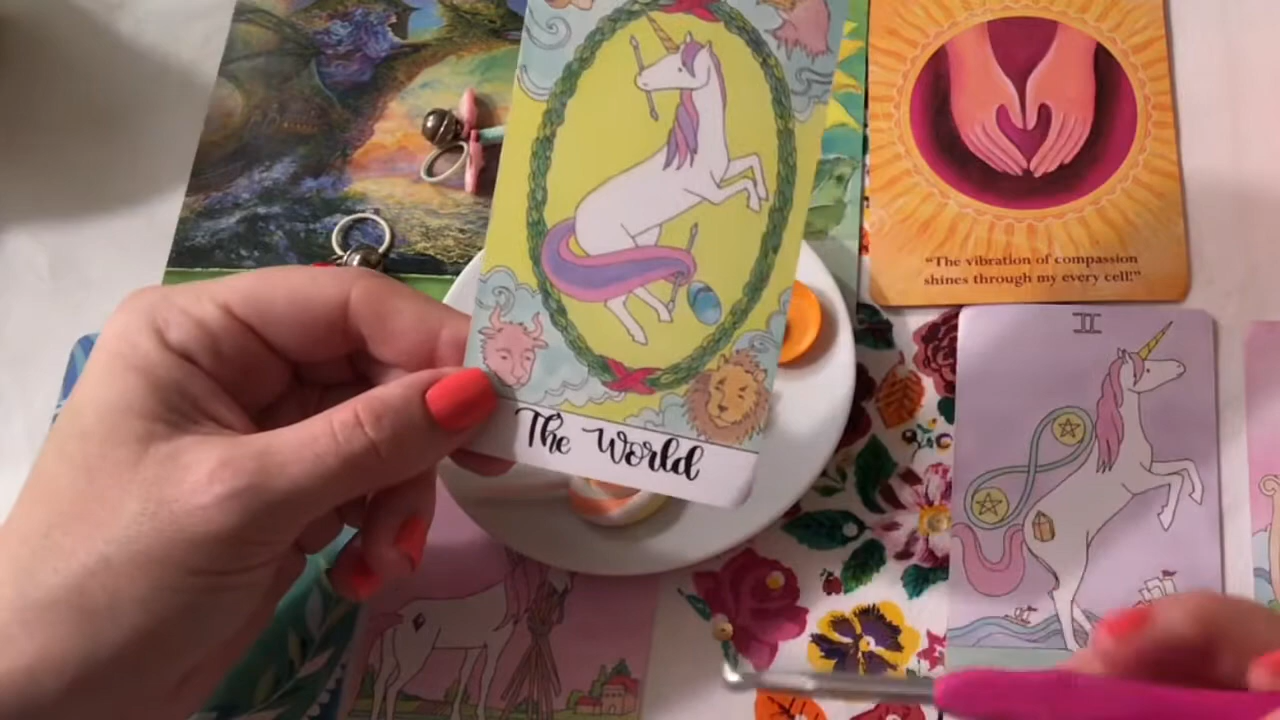 "The vibration of compassion
shines through my every cell!"
II
The World